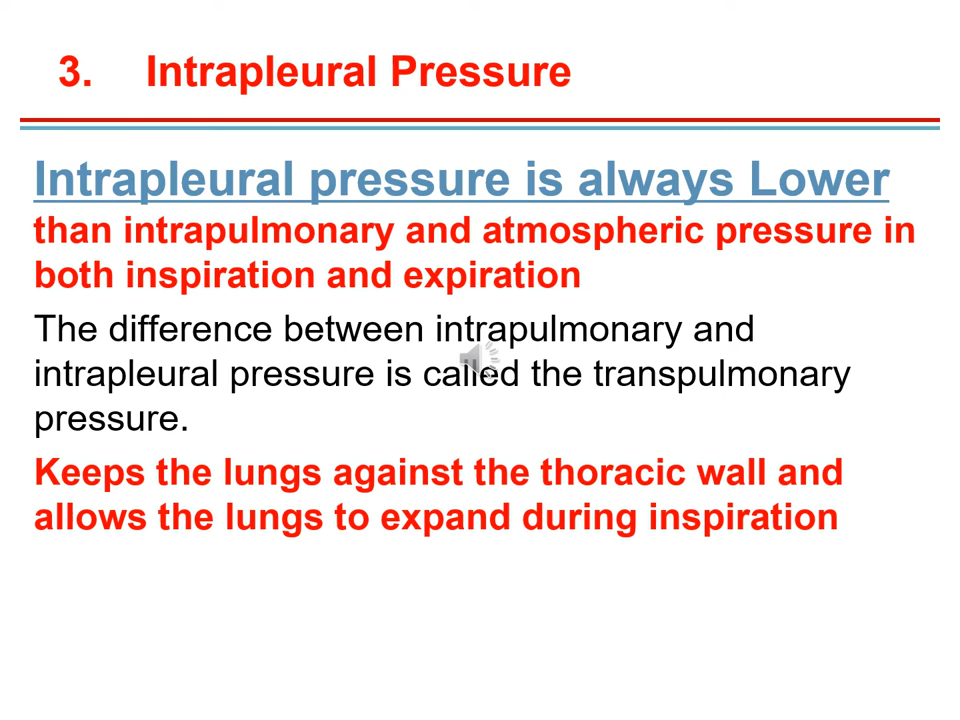 3. Intrapleural Pressure
Intrapleural pressure is always Lower
than intrapulmonary and atmospheric pressure in
both inspiration and expiration
The difference between intrapulmonary and
intrapleural pressure is called the transpulmonary
pressure.
Keeps the lungs against the thoracic wall and
allows the lungs to expand during inspiration